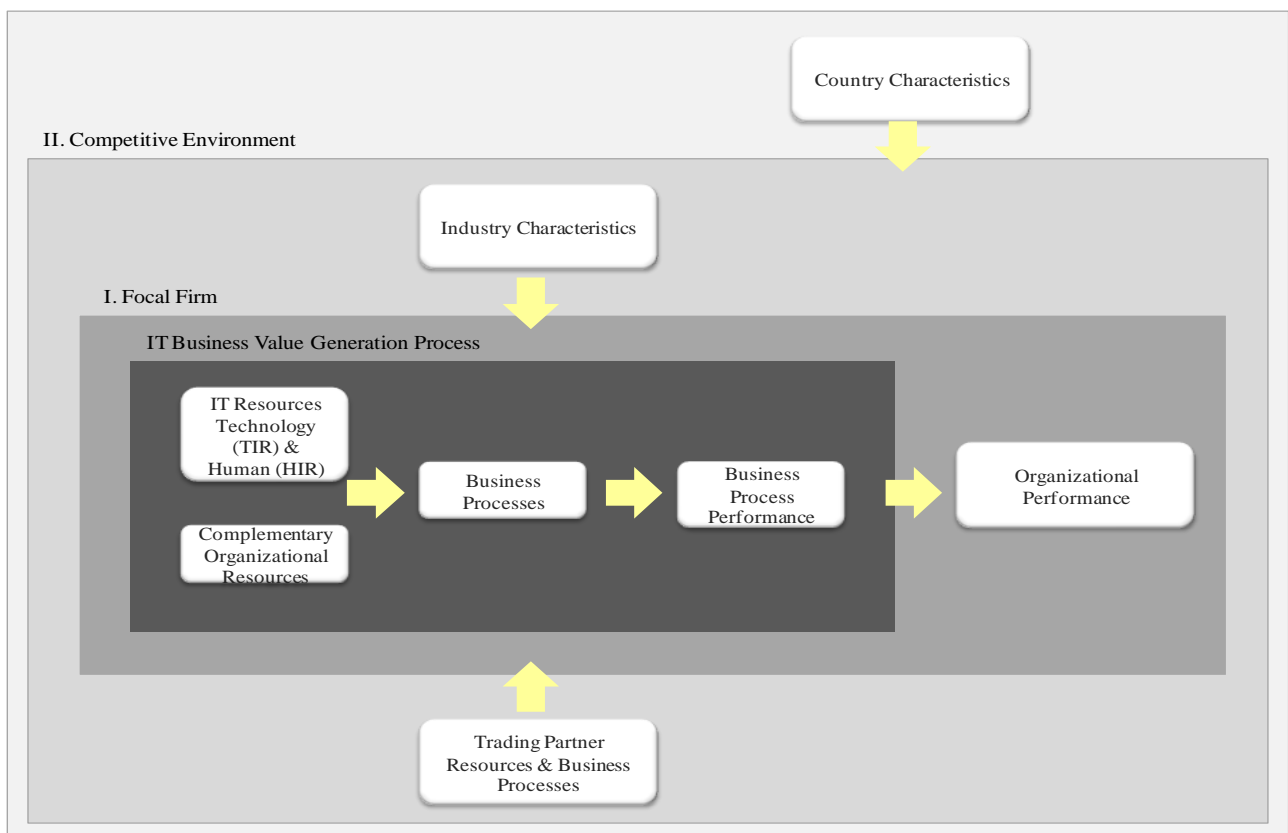 Country Characteristics
II. Competitive Environment
Industry Characteristics
I. Focal Firm
IT Business Value Generation Process
IT Resources
Technology
(TIR) &
Human (HIR)
Complementary
Organizational
Resources
Business
Processes
Business
Process
Performance
Organizational
Performance
Trading Partner
Resources & Business
Processes